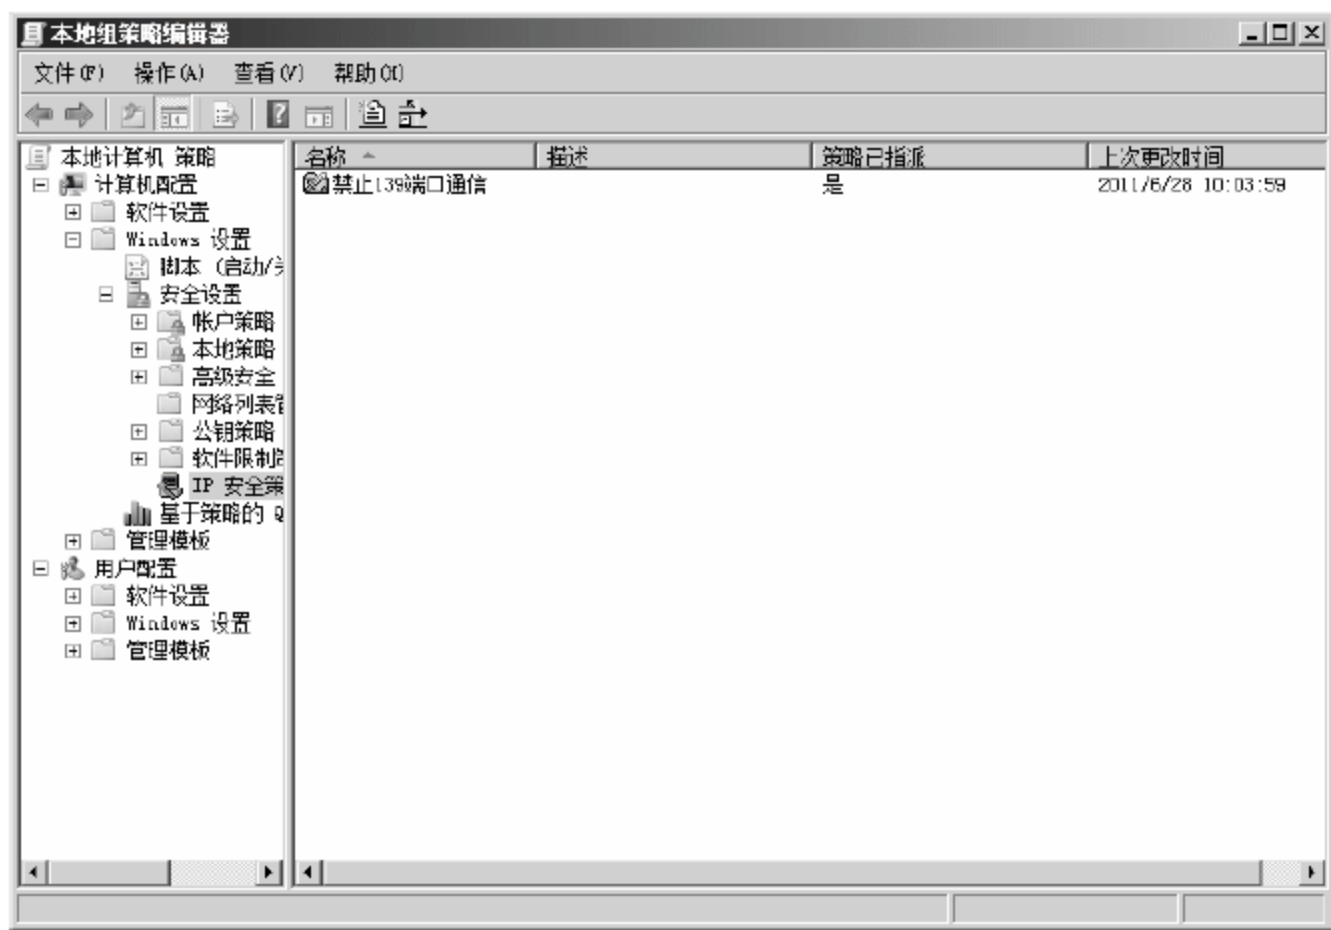 本地组策略编辑器
文件(F) 操作(A) 查看(V) 帮助(H)
本地计算机 策略
计算机配置
软件设置
Windows 设置
脚本 (启动/关
安全设置
帐户策略
本地策略
高级安全
网络列表管
公钥策略
软件限制策
IP 安全策
基于策略的 Q
管理模板
用户配置
软件设置
Windows 设置
管理模板
名称 描述 策略已指派 上次更改时间
禁止139端口通信 是 2011/6/28 10:03:59